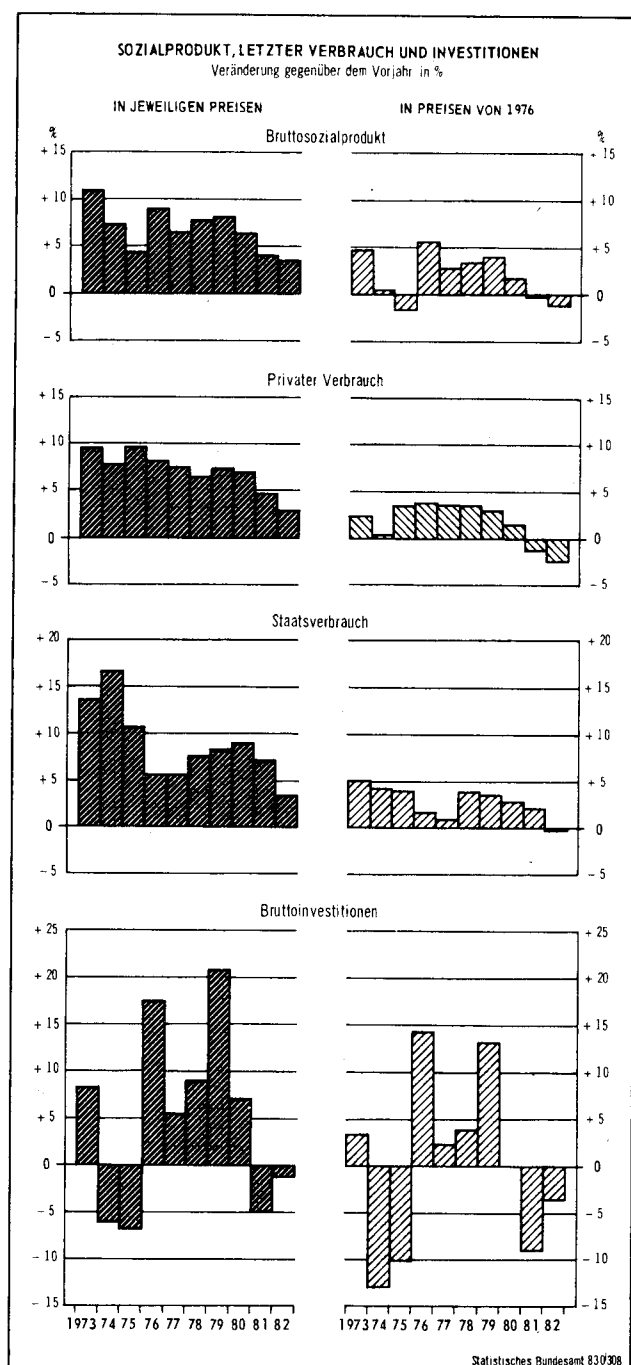 SOZIALPRODUKT, LETZTER VERBRAUCH UND INVESTITIONEN
Veränderung gegenüber dem Vorjahr in %
IN JEWEILIGEN PREISEN IN PREISEN VON 1976
Bruttosozialprodukt
% %
+ 15 + 15
+ 10 + 10
+ 5 + 5
0 0
– 5 – 5
Privater Verbrauch
+ 15 + 15
+ 10 + 10
+ 5 + 5
0 0
– 5 – 5
Staatsverbrauch
+ 20 + 20
+ 15 + 15
+ 10 + 10
+ 5 + 5
0 0
– 5 – 5
Bruttoinvestitionen
+ 25 + 25
+ 20 + 20
+ 15 + 15
+ 10 + 10
+ 5 + 5
0 0
– 5 – 5
– 10 – 10
– 15 – 15
1973 74 75 76 77 78 79 80 81 82 1973 74 75 76 77 78 79 80 81 82
Statistisches Bundesamt 830308